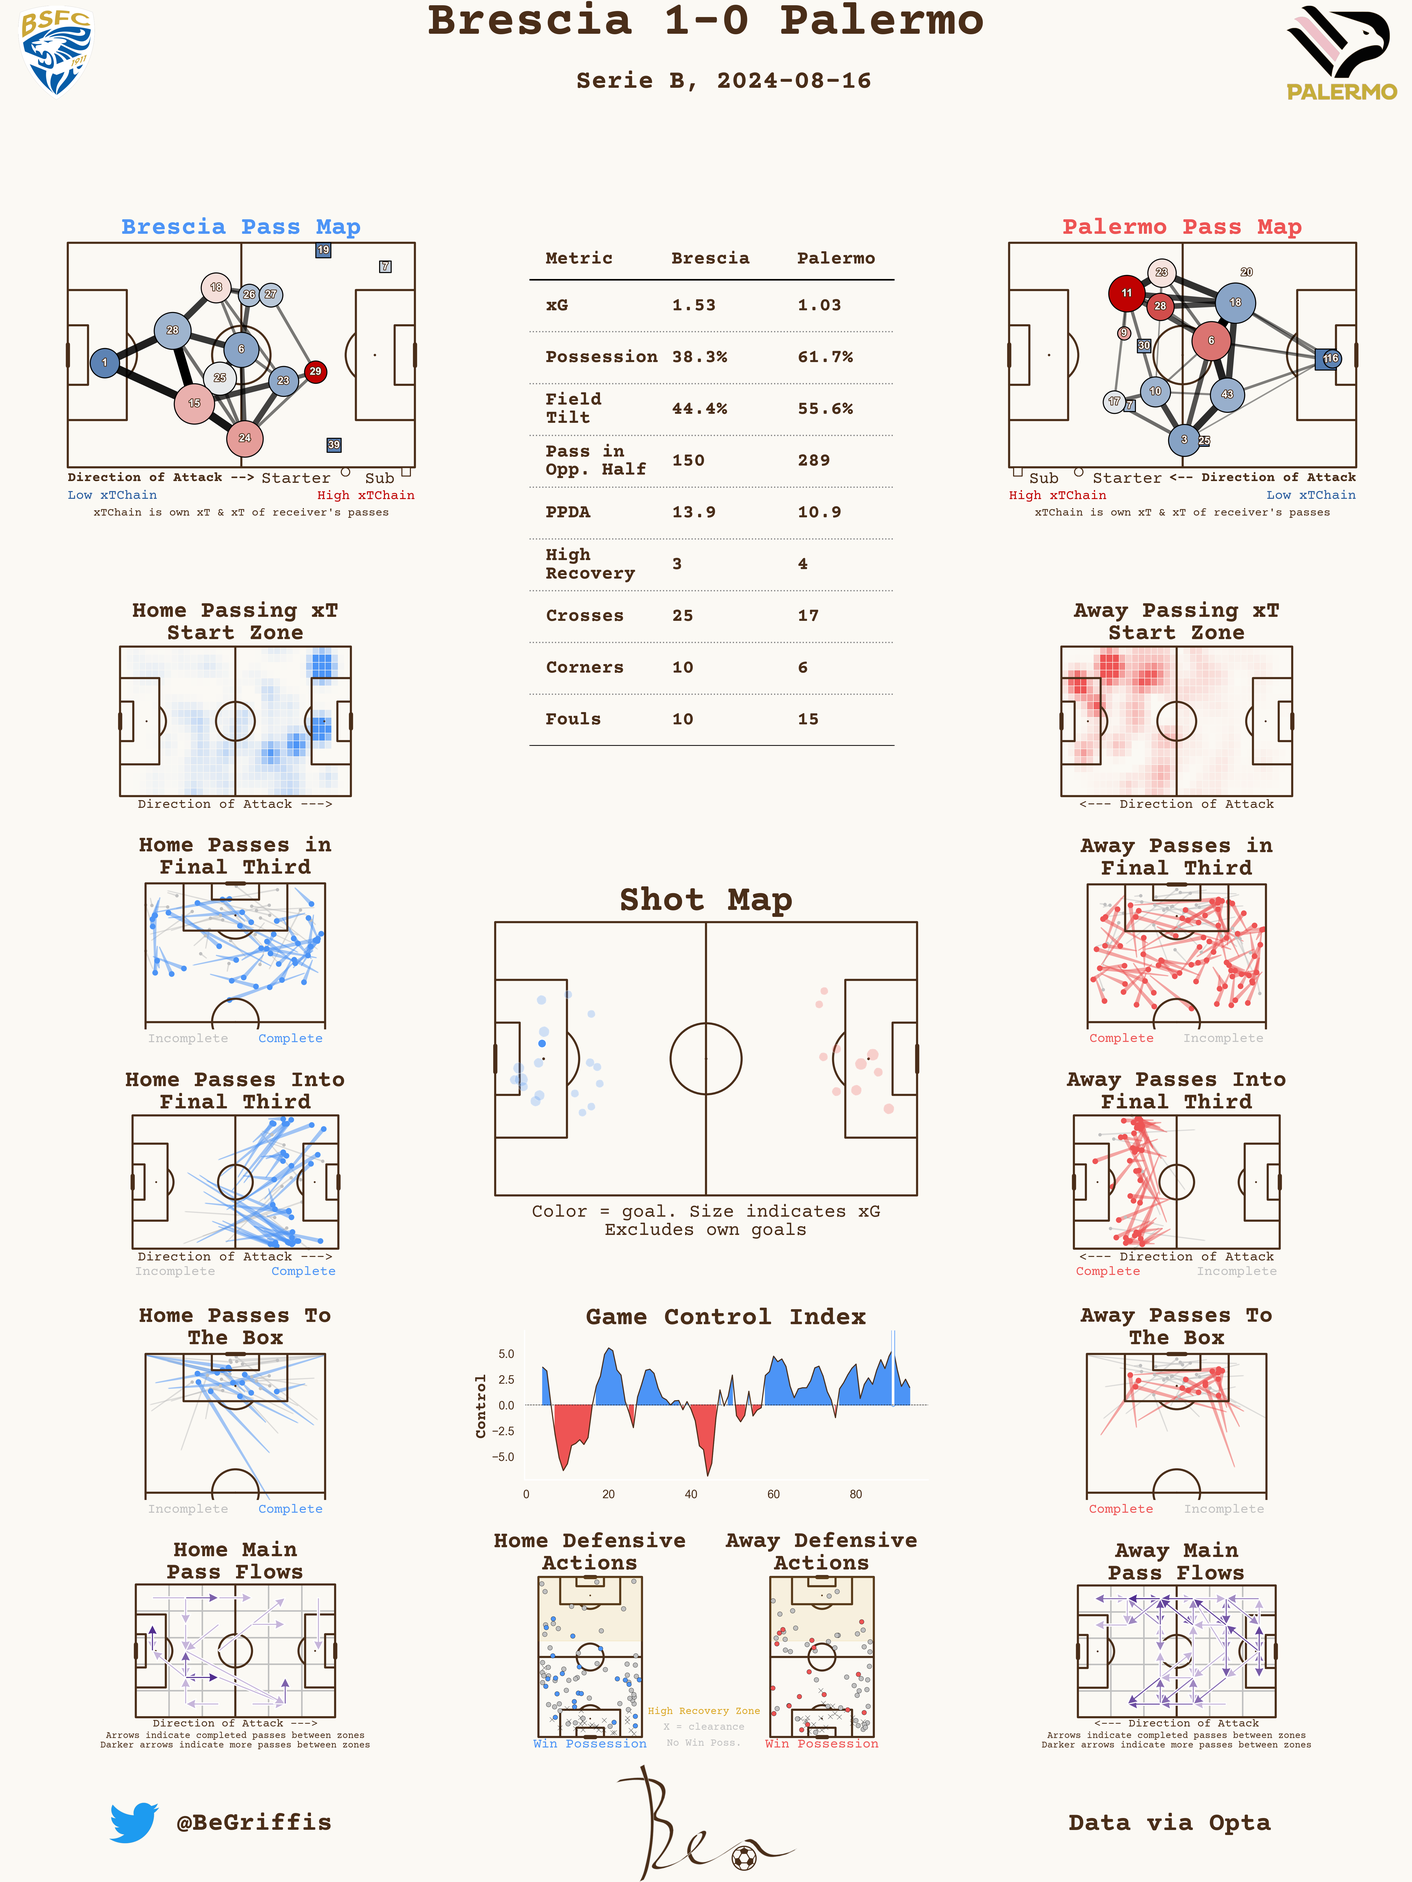 BSFC
1911
Brescia 1-0 Palermo
Serie B, 2024-08-16
PALERMO
Brescia Pass Map
19
7
18
26
27
28
6
1
25
23
29
15
24
39
Direction of Attack --> Starter Sub
Low xTChain High xTChain
xTChain is own xT & xT of receiver's passes
Metric Brescia Palermo
xG 1.53 1.03
Possession 38.3% 61.7%
Field
Tilt 44.4% 55.6%
Pass in
Opp. Half 150 289
PPDA 13.9 10.9
High
Recovery 3 4
Crosses 25 17
Corners 10 6
Fouls 10 15
Palermo Pass Map
23
20
11
28
18
9
30
6
16
10
43
17
7
3
25
Sub Starter <-- Direction of Attack
High xTChain Low xTChain
xTChain is own xT & xT of receiver's passes
Home Passing xT
Start Zone
Direction of Attack --->
Away Passing xT
Start Zone
<--- Direction of Attack
Home Passes in
Final Third
Incomplete Complete
Away Passes in
Final Third
Complete Incomplete
Shot Map
Color = goal. Size indicates xG
Excludes own goals
Home Passes Into
Final Third
Direction of Attack --->
Incomplete Complete
Away Passes Into
Final Third
<--- Direction of Attack
Complete Incomplete
Home Passes To
The Box
Incomplete Complete
Game Control Index
Control
5.0
2.5
0.0
−2.5
−5.0
0 20 40 60 80
Away Passes To
The Box
Complete Incomplete
Home Main
Pass Flows
Direction of Attack --->
Arrows indicate completed passes between zones
Darker arrows indicate more passes between zones
Home Defensive
Actions
Win Possession
High Recovery Zone
X = clearance
No Win Poss.
Away Defensive
Actions
Win Possession
Away Main
Pass Flows
<--- Direction of Attack
Arrows indicate completed passes between zones
Darker arrows indicate more passes between zones
@BeGriffis
Ben
Data via Opta